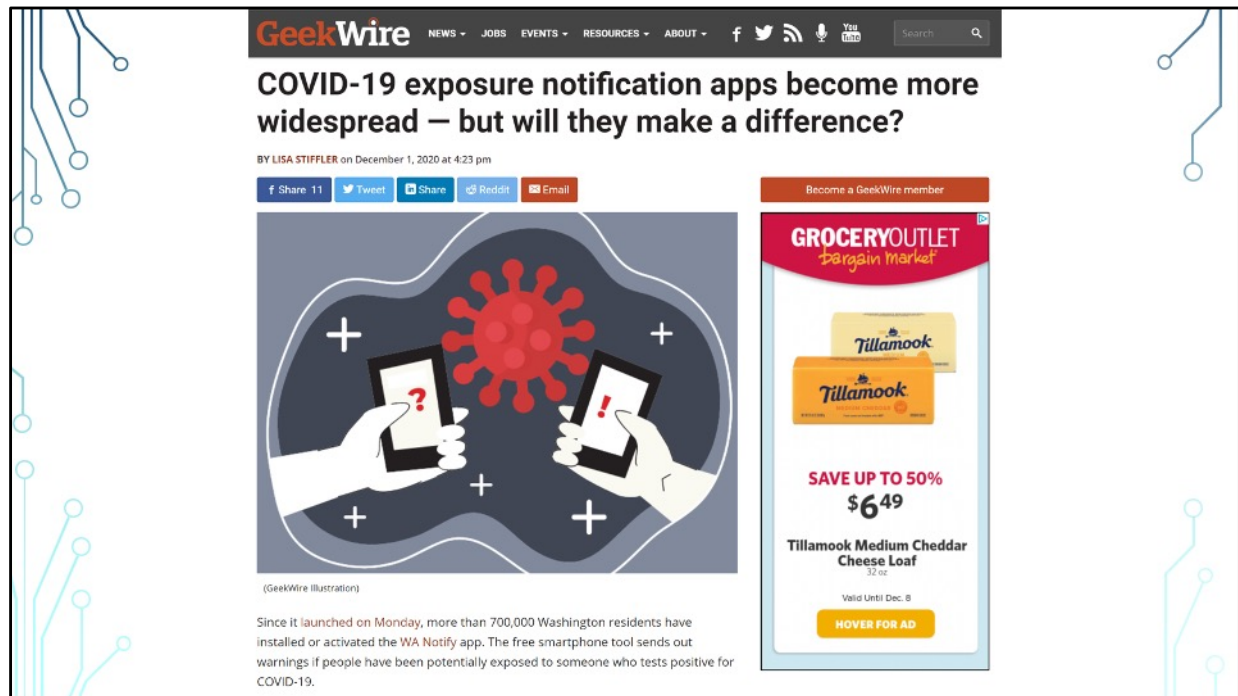 GeekWire NEWS JOBS EVENTS RESOURCES ABOUT f You Tube Search
COVID-19 exposure notification apps become more
widespread — but will they make a difference?
BY LISA STIFFLER on December 1, 2020 at 4:23 pm
f Share 11 Tweet in Share Reddit Email
Become a GeekWire member
? !
(GeekWire Illustration)
Since it launched on Monday, more than 700,000 Washington residents have
installed or activated the WA Notify app. The free smartphone tool sends out
warnings if people have been potentially exposed to someone who tests positive for
COVID-19.
GROCERYOUTLET
bargain market
Tillamook
Tillamook
MEDIUM CHEDDAR
SAVE UP TO 50%
$6 49
Tillamook Medium Cheddar
Cheese Loaf
32 oz
Valid Until Dec. 8
HOVER FOR AD